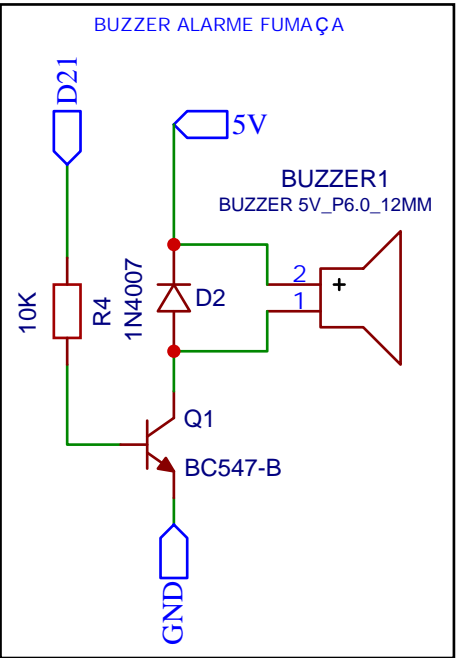 BUZZER ALARME FUMAÇA
D21
5V
BUZZER1
BUZZER 5V_P6.0_12MM
2
+
1
10K
R4
1N4007
D2
Q1
BC547-B
GND